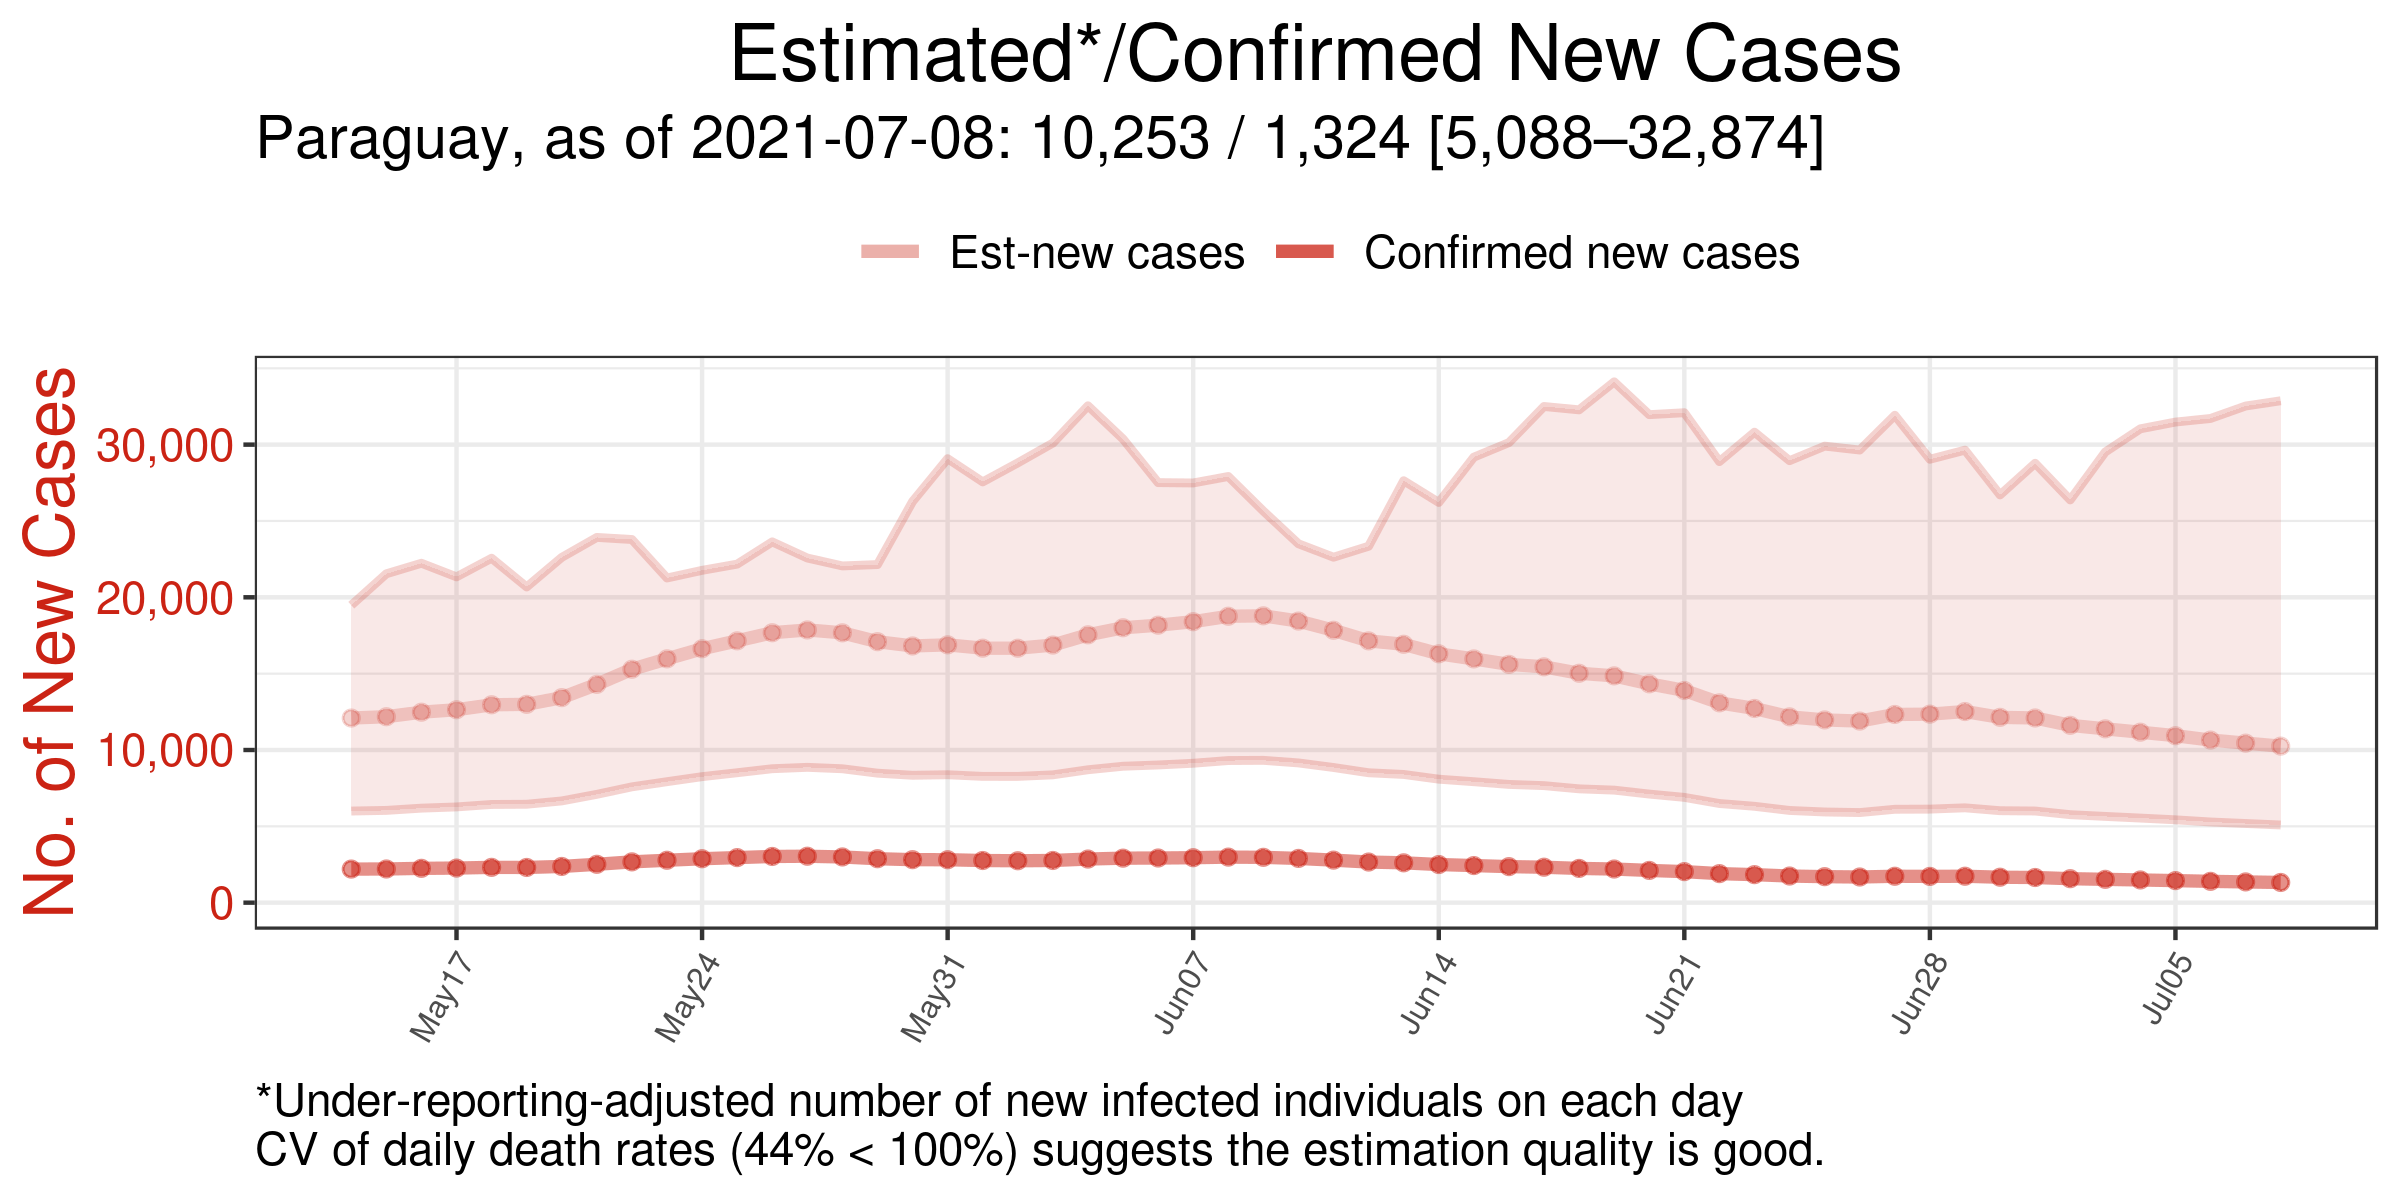 Estimated*/Confirmed New Cases
Paraguay, as of 2021-07-08: 10,253 / 1,324 [5,088–32,874]
Est-new cases
Confirmed new cases
No. of New Cases
30,000
20,000
10,000
0
May17
May24
May31
Jun07
Jun14
Jun21
Jun28
Jul05
*Under-reporting-adjusted number of new infected individuals on each day
CV of daily death rates (44% < 100%) suggests the estimation quality is good.